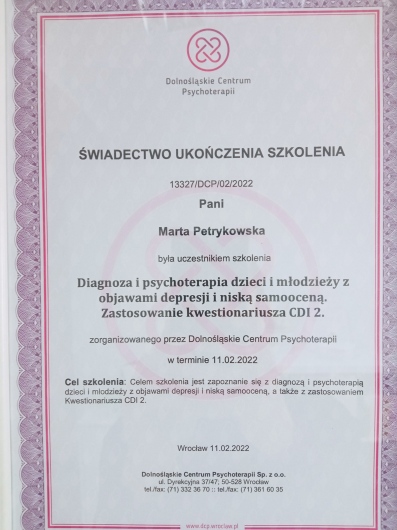 Dolnośląskie Centrum
Psychoterapii
ŚWIADECTWO UKOŃCZENIA SZKOLENIA
13327/DCP/02/2022
Pani
Marta Petrykowska
była uczestnikiem szkolenia
Diagnoza i psychoterapia dzieci i młodzieży z
objawami depresji i niską samooceną.
Zastosowanie kwestionariusza CDI 2.
zorganizowanego przez Dolnośląskie Centrum Psychoterapii
w terminie 11.02.2022
Cel szkolenia: Celem szkolenia jest zapoznanie się z diagnozą i psychoterapią
dzieci i młodzieży z objawami depresji i niską samooceną, a także z zastosowaniem
Kwestionariusza CDI 2.
Wrocław 11.02.2022
Dolnośląskie Centrum Psychoterapii Sp. z o.o.
ul. Dyrekcyjna 37/47; 50-528 Wrocław
tel./fax: (71) 332 36 70 :: tel./fax: (71) 361 60 35
www.dcp.wroclaw.pl